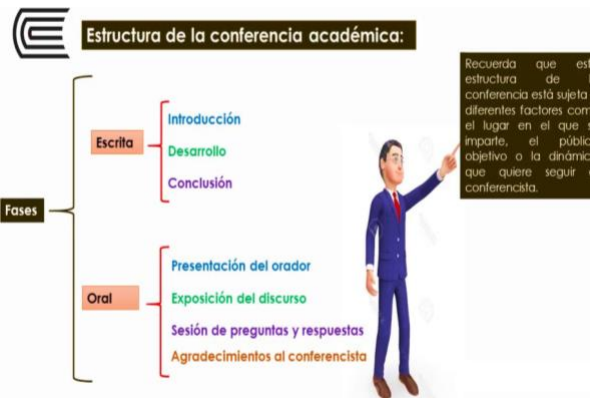 Estructura de la conferencia académica:
Fases
Escrita
Introducción
Desarrollo
Conclusión
Oral
Presentación del orador
Exposición del discurso
Sesión de preguntas y respuestas
Agradecimientos al conferencista
Recuerda que
estructura de
conferencia está sujeta
diferentes factores
el lugar en el que
imparte, el
objetivo o la
que quiere seguir
conferencista.